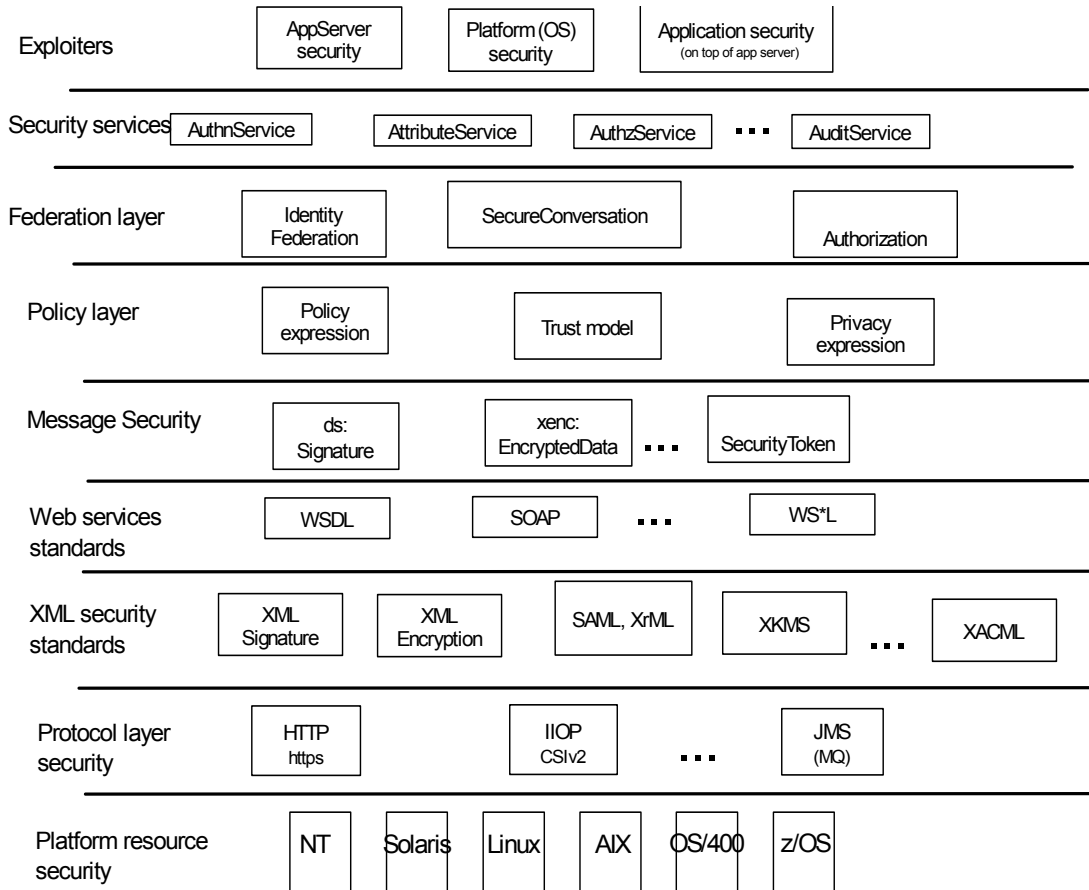 Exploiters
AppServer
security
Platform (OS)
security
Application security
(on top of app server)
Security services
AuthnService
AttributeService
AuthzService
...
AuditService
Federation layer
Identity
Federation
SecureConversation
Authorization
Policy layer
Policy
expression
Trust model
Privacy
expression
Message Security
ds:
Signature
xenc:
EncryptedData
...
SecurityToken
Web services
standards
WSDL
SOAP
...
WS*L
XML security
standards
XML
Signature
XML
Encryption
SAML, XrML
XKMS
...
XACML
Protocol layer
security
HTTP
https
IIOP
CSIv2
...
JMS
(MQ)
Platform resource
security
NT
Solaris
Linux
AIX
OS/400
z/OS